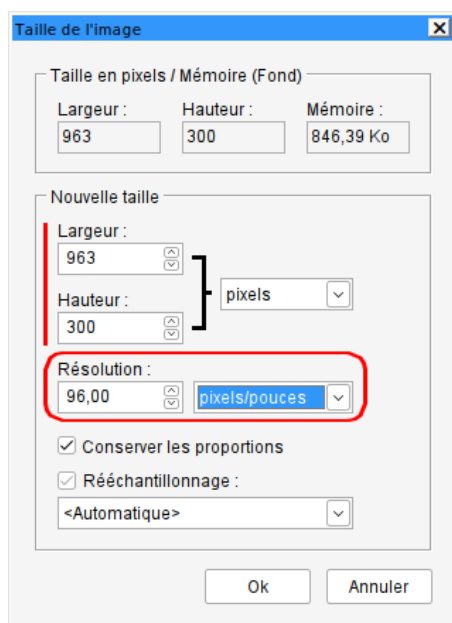 Taille de l'image
Taille en pixels / Mémoire (Fond)
Largeur : Hauteur : Mémoire :
963 300 846,39 Ko
Nouvelle taille
Largeur :
963
pixels
Hauteur :
300
Résolution :
96,00 pixels/pouces
Conserver les proportions
Rééchantillonnage :
<Automatique>
Ok Annuler